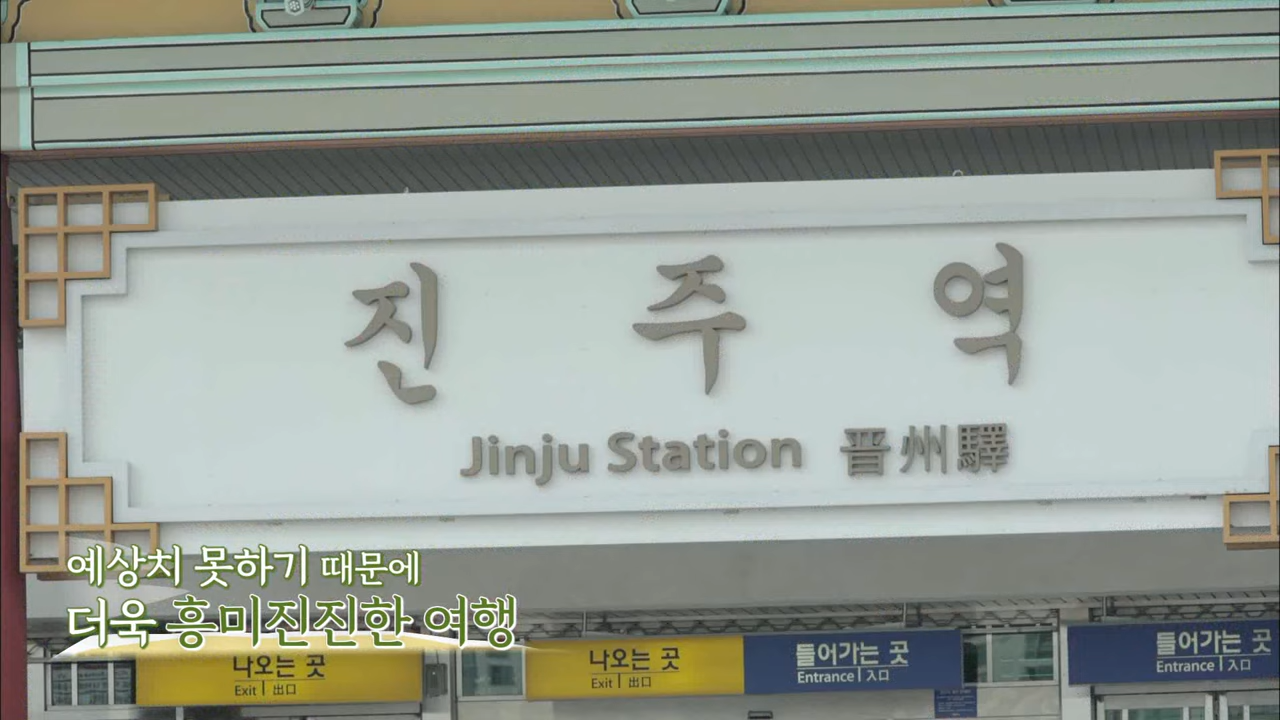 진주역
Jinju Station 晋州驛
예상치 못하기 때문에
더욱 흥미진진한 여행
나오는 곳
Exit | 出口
나오는 곳
Exit | 出口
들어가는 곳
Entrance | 入口
들어가는 곳
Entrance | 入口